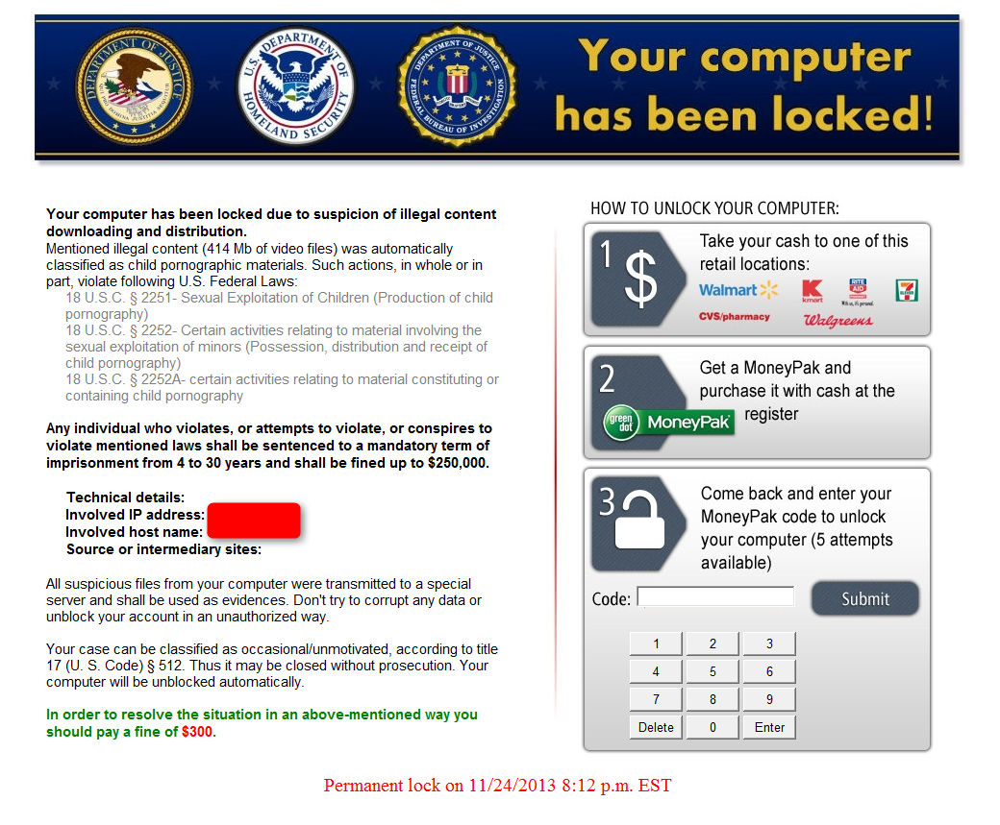 DEPARTMENT OF JUSTICE
QUI PRO DOMINA JUSTITIA SEQUITUR
U.S. DEPARTMENT OF
HOMELAND SECURITY
DEPARTMENT OF JUSTICE
FEDERAL BUREAU OF INVESTIGATION
Your computer
has been locked!
Your computer has been locked due to suspicion of illegal content
downloading and distribution.
Mentioned illegal content (414 Mb of video files) was automatically
classified as child pornographic materials. Such actions, in whole or in
part, violate following U.S. Federal Laws:
18 U.S.C. § 2251- Sexual Exploitation of Children (Production of child
pornography)
18 U.S.C. § 2252- Certain activities relating to material involving the
sexual exploitation of minors (Possession, distribution and receipt of
child pornography)
18 U.S.C. § 2252A- certain activities relating to material constituting or
containing child pornography
Any individual who violates, or attempts to violate, or conspires to
violate mentioned laws shall be sentenced to a mandatory term of
imprisonment from 4 to 30 years and shall be fined up to $250,000.
Technical details:
Involved IP address:
Involved host name:
Source or intermediary sites:
All suspicious files from your computer were transmitted to a special
server and shall be used as evidences. Don't try to corrupt any data or
unblock your account in an unauthorized way.
Your case can be classified as occasional/unmotivated, according to title
17 (U. S. Code) § 512. Thus it may be closed without prosecution. Your
computer will be unblocked automatically.
In order to resolve the situation in an above-mentioned way you
should pay a fine of $300.
HOW TO UNLOCK YOUR COMPUTER:
1 $
Take your cash to one of this
retail locations:
Walmart
K
kmart
RITE AID
PHARMACY
With us, it's personal.
7 ELEVEN
CVS/pharmacy
Walgreens
2
Get a MoneyPak and
purchase it with cash at the
register
green dot MoneyPak
3
Come back and enter your
MoneyPak code to unlock
your computer (5 attempts
available)
Code:
Submit
1 2 3
4 5 6
7 8 9
Delete 0 Enter
Permanent lock on 11/24/2013 8:12 p.m. EST